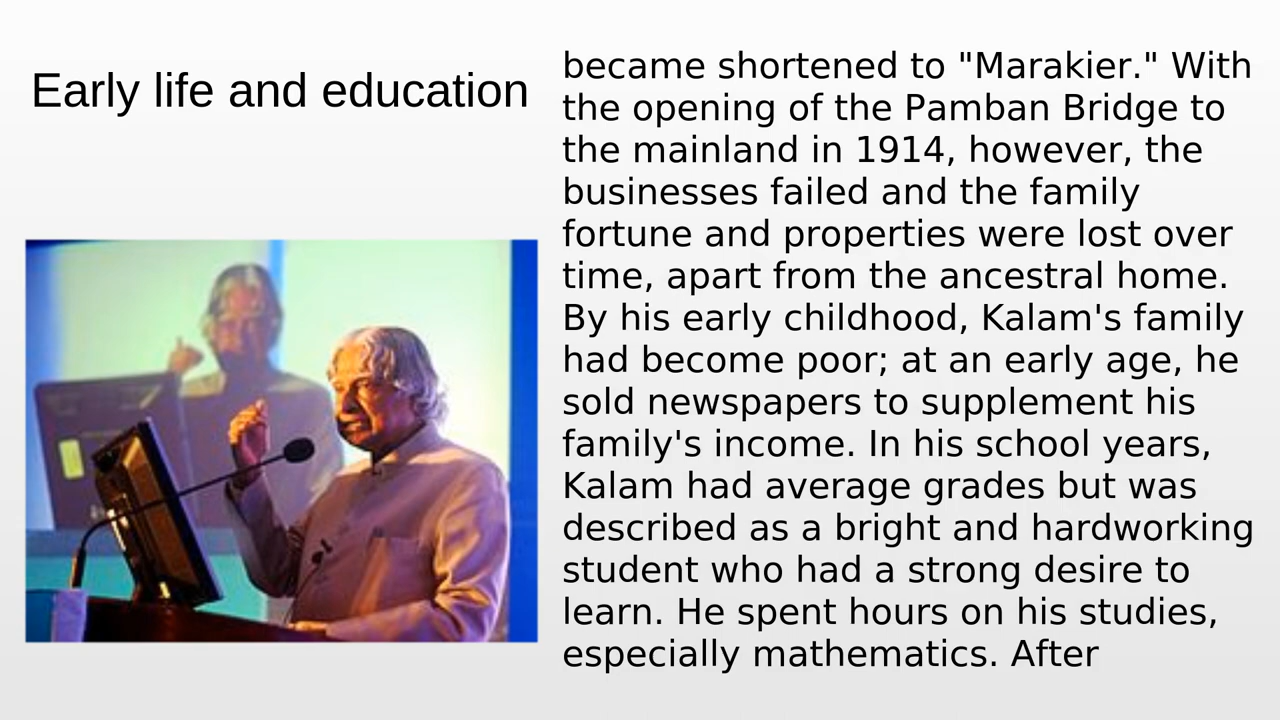 Early life and education
became shortened to "Marakier." With
the opening of the Pamban Bridge to
the mainland in 1914, however, the
businesses failed and the family
fortune and properties were lost over
time, apart from the ancestral home.
By his early childhood, Kalam's family
had become poor; at an early age, he
sold newspapers to supplement his
family's income. In his school years,
Kalam had average grades but was
described as a bright and hardworking
student who had a strong desire to
learn. He spent hours on his studies,
especially mathematics. After